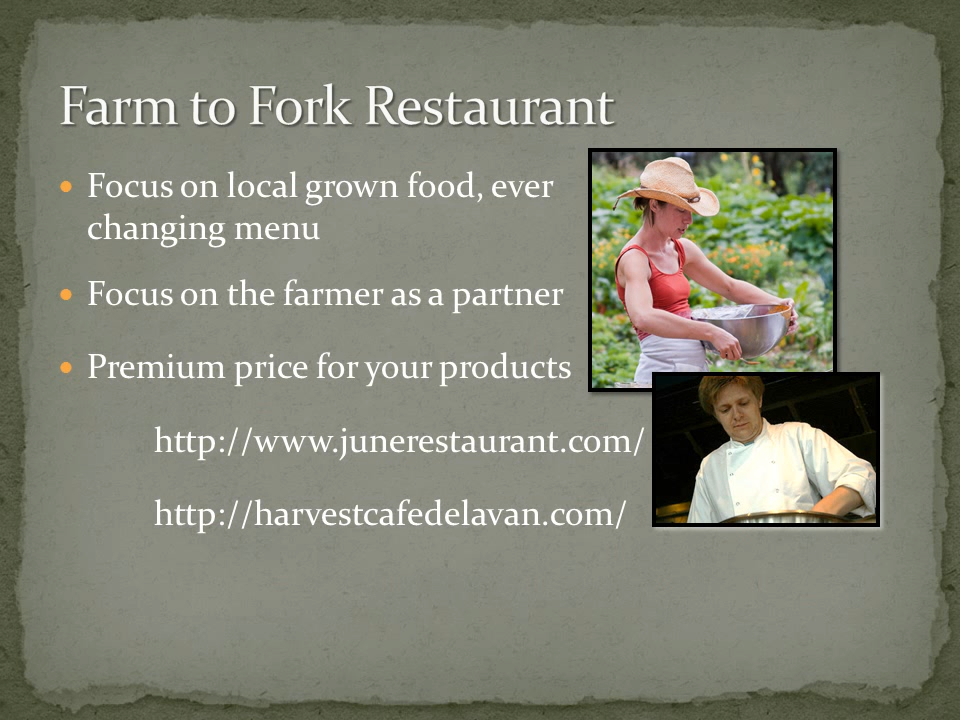 Farm to Fork Restaurant
• Focus on local grown food, ever
changing menu
• Focus on the farmer as a partner
• Premium price for your products
http://www.junerestaurant.com/
http://harvestcafedelavan.com/